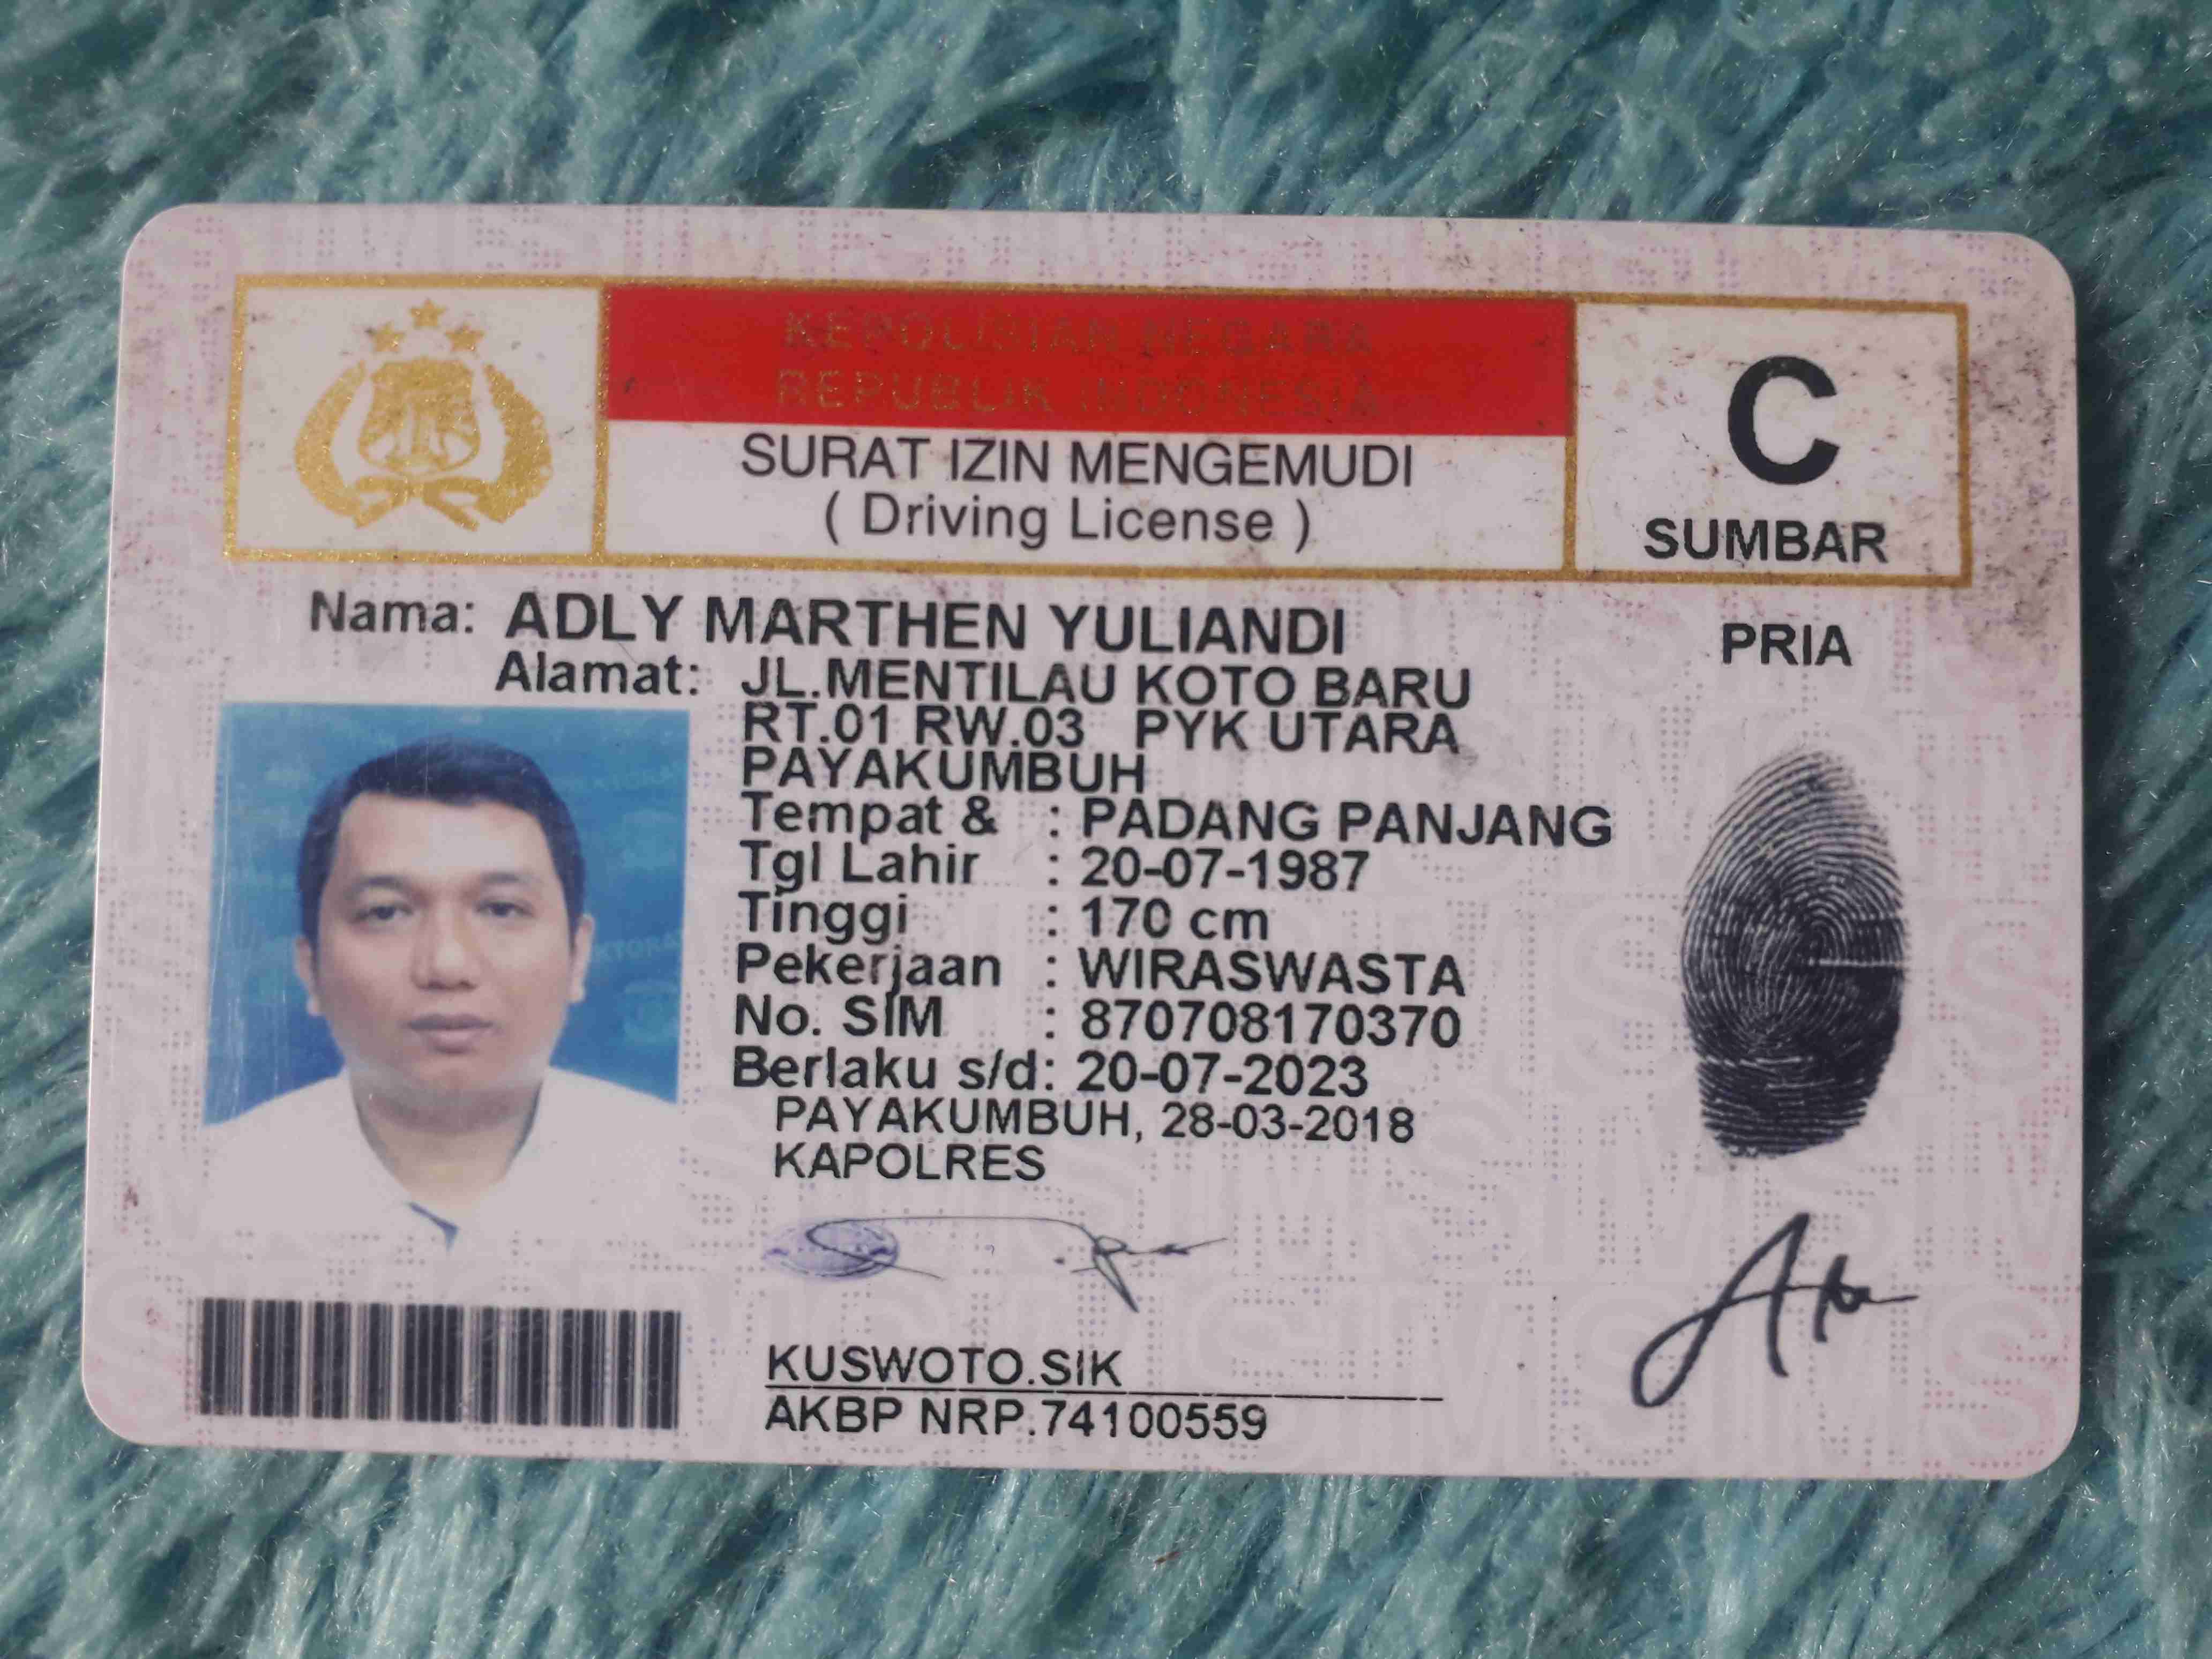 KEPOLISIAN NEGARA
REPUBLIK INDONESIA
SURAT IZIN MENGEMUDI
( Driving License )
C
SUMBAR
Nama: ADLY MARTHEN YULIANDI
PRIA
Alamat: JL.MENTILAU KOTO BARU
RT.01 RW.03 PYK UTARA
PAYAKUMBUH
Tempat & : PADANG PANJANG
Tgl Lahir : 20-07-1987
Tinggi : 170 cm
Pekerjaan : WIRASWASTA
No. SIM : 870708170370
Berlaku s/d: 20-07-2023
PAYAKUMBUH, 28-03-2018
KAPOLRES
KUSWOTO.SIK
AKBP NRP.74100559